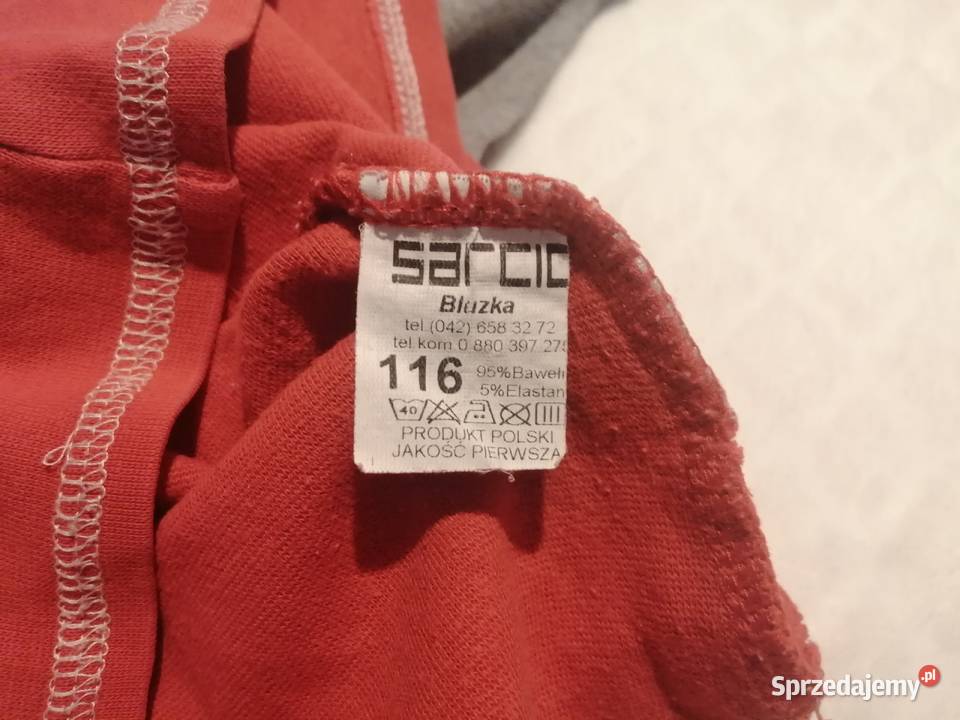 sarcio
Bluzka
tel.(042) 658 32 72
tel.kom 0 880 397 275
116 95%Baweł
5%Elastan
40
PRODUKT POLSKI
JAKOŚĆ PIERWSZA
Sprzedajemy.pl